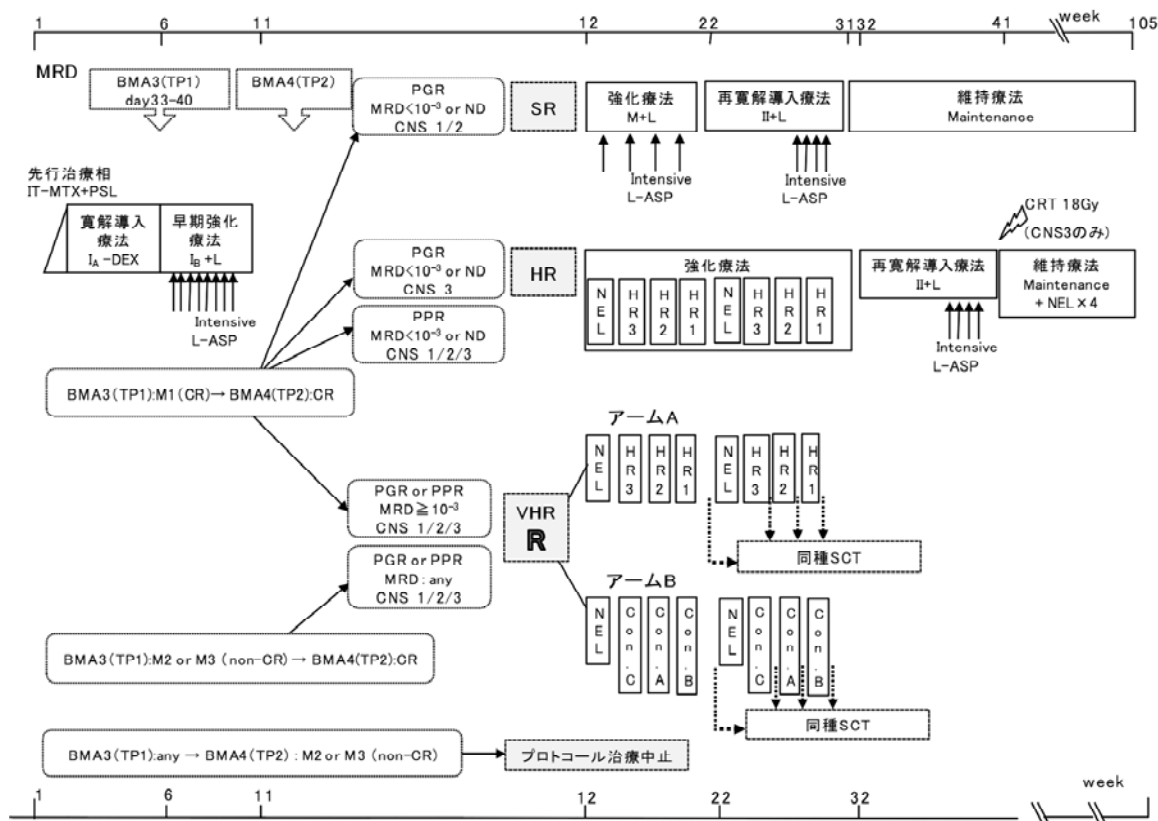 1 6 11 12 22 31 32 41 week 105
MRD
BMA3(TP1)
day33-40
BMA4(TP2)
PGR
MRD<10⁻³ or ND
CNS 1/2
SR
強化療法
M+L
再寛解導入療法
II+L
維持療法
Maintenance
Intensive
L-ASP
Intensive
L-ASP
先行治療相
IT-MTX+PSL
寛解導入
療法
I_A -DEX
早期強化
療法
I_B +L
Intensive
L-ASP
PGR
MRD<10⁻³ or ND
CNS 3
PPR
MRD<10⁻³ or ND
CNS 1/2/3
HR
強化療法
NEL
HR3
HR2
HR1
NEL
HR3
HR2
HR1
再寛解導入療法
II+L
Intensive
L-ASP
CRT 18Gy
(CNS3のみ)
維持療法
Maintenance
+ NEL×4
BMA3(TP1):M1(CR)→ BMA4(TP2):CR
PGR or PPR
MRD≧10⁻³
CNS 1/2/3
PGR or PPR
MRD:any
CNS 1/2/3
VHR
R
アームA
NEL
HR3
HR2
HR1
NEL
HR3
HR2
HR1
同種SCT
アームB
NEL
Con.C
Con.A
Con.B
NEL
Con.C
Con.A
Con.B
同種SCT
BMA3(TP1):M2 or M3 (non-CR) → BMA4(TP2):CR
BMA3(TP1):any → BMA4(TP2) : M2 or M3 (non-CR)
プロトコール治療中止
week
1 6 11 12 22 32